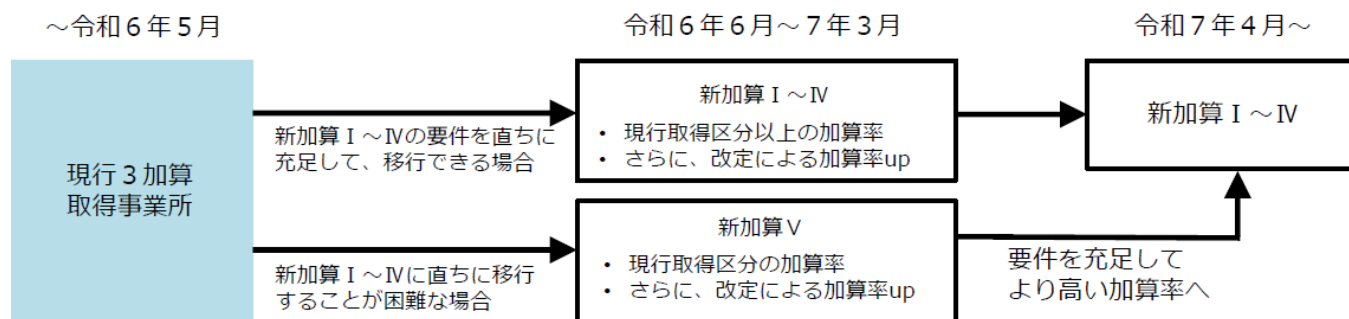 ～令和６年５月
令和６年６月～７年３月
令和７年４月～
現行３加算
取得事業所
新加算Ⅰ～Ⅳの要件を直ちに
充足して、移行できる場合
新加算Ⅰ～Ⅳ
• 現行取得区分以上の加算率
• さらに、改定による加算率up
新加算Ⅰ～Ⅳ
新加算Ⅰ～Ⅳに直ちに移行
することが困難な場合
新加算Ⅴ
• 現行取得区分の加算率
• さらに、改定による加算率up
要件を充足して
より高い加算率へ